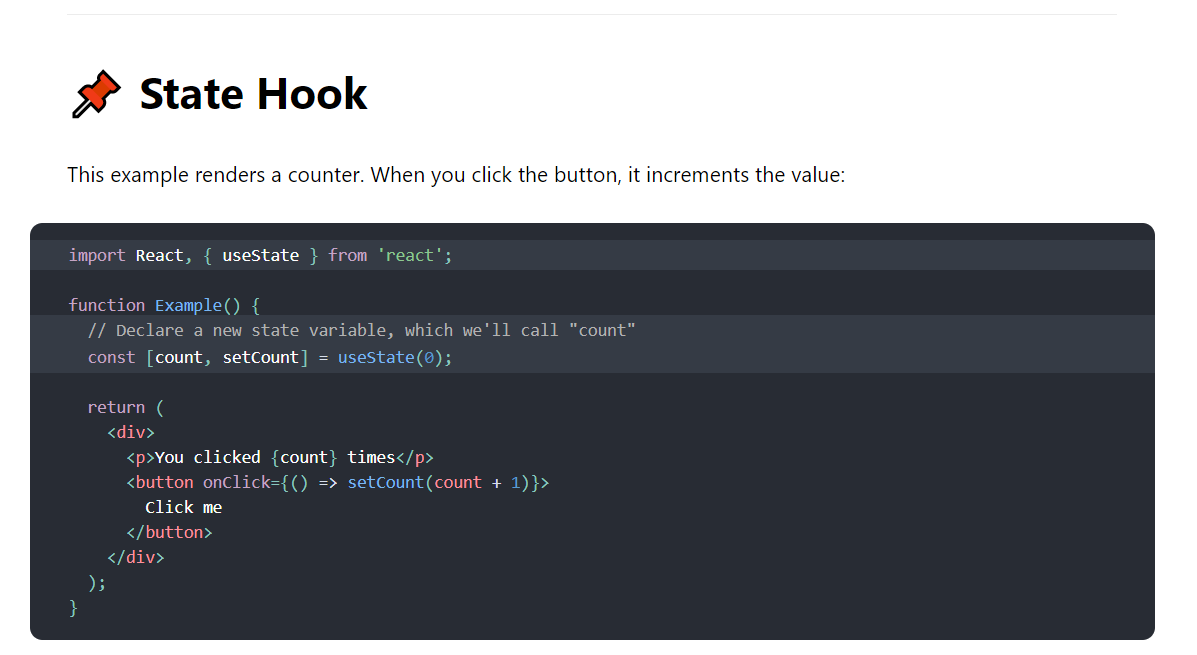 📌 State Hook
This example renders a counter. When you click the button, it increments the value:
import React, { useState } from 'react';
function Example() {
  // Declare a new state variable, which we'll call "count"
  const [count, setCount] = useState(0);
  return (
    <div>
      <p>You clicked {count} times</p>
      <button onClick={() => setCount(count + 1)}>
        Click me
      </button>
    </div>
  );
}